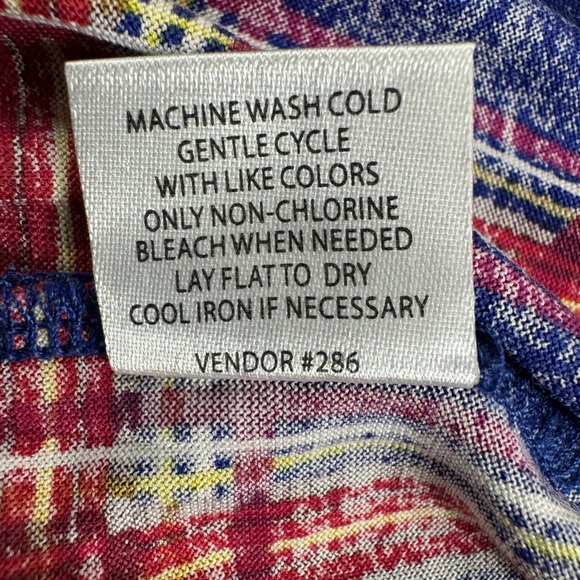 MACHINE WASH COLD
GENTLE CYCLE
WITH LIKE COLORS
ONLY NON-CHLORINE
BLEACH WHEN NEEDED
LAY FLAT TO DRY
COOL IRON IF NECESSARY
VENDOR #286